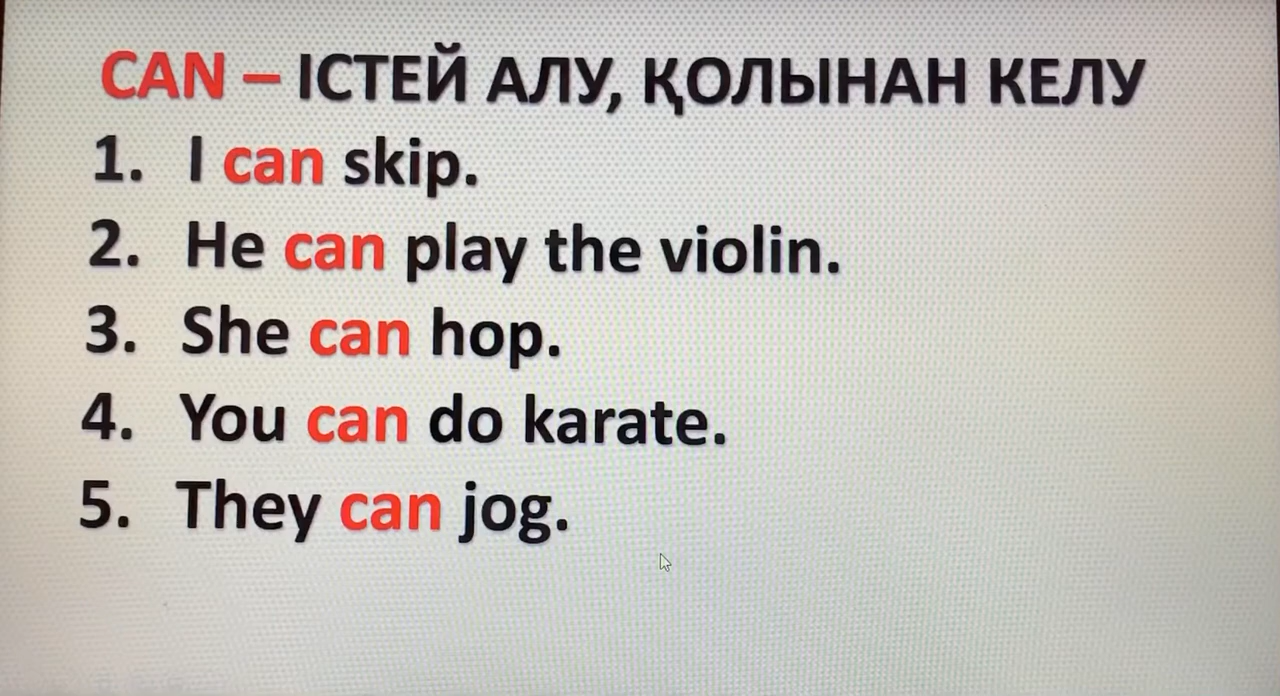 CAN – ІСТЕЙ АЛУ, ҚОЛЫНАН КЕЛУ
1. I can skip.
2. He can play the violin.
3. She can hop.
4. You can do karate.
5. They can jog.